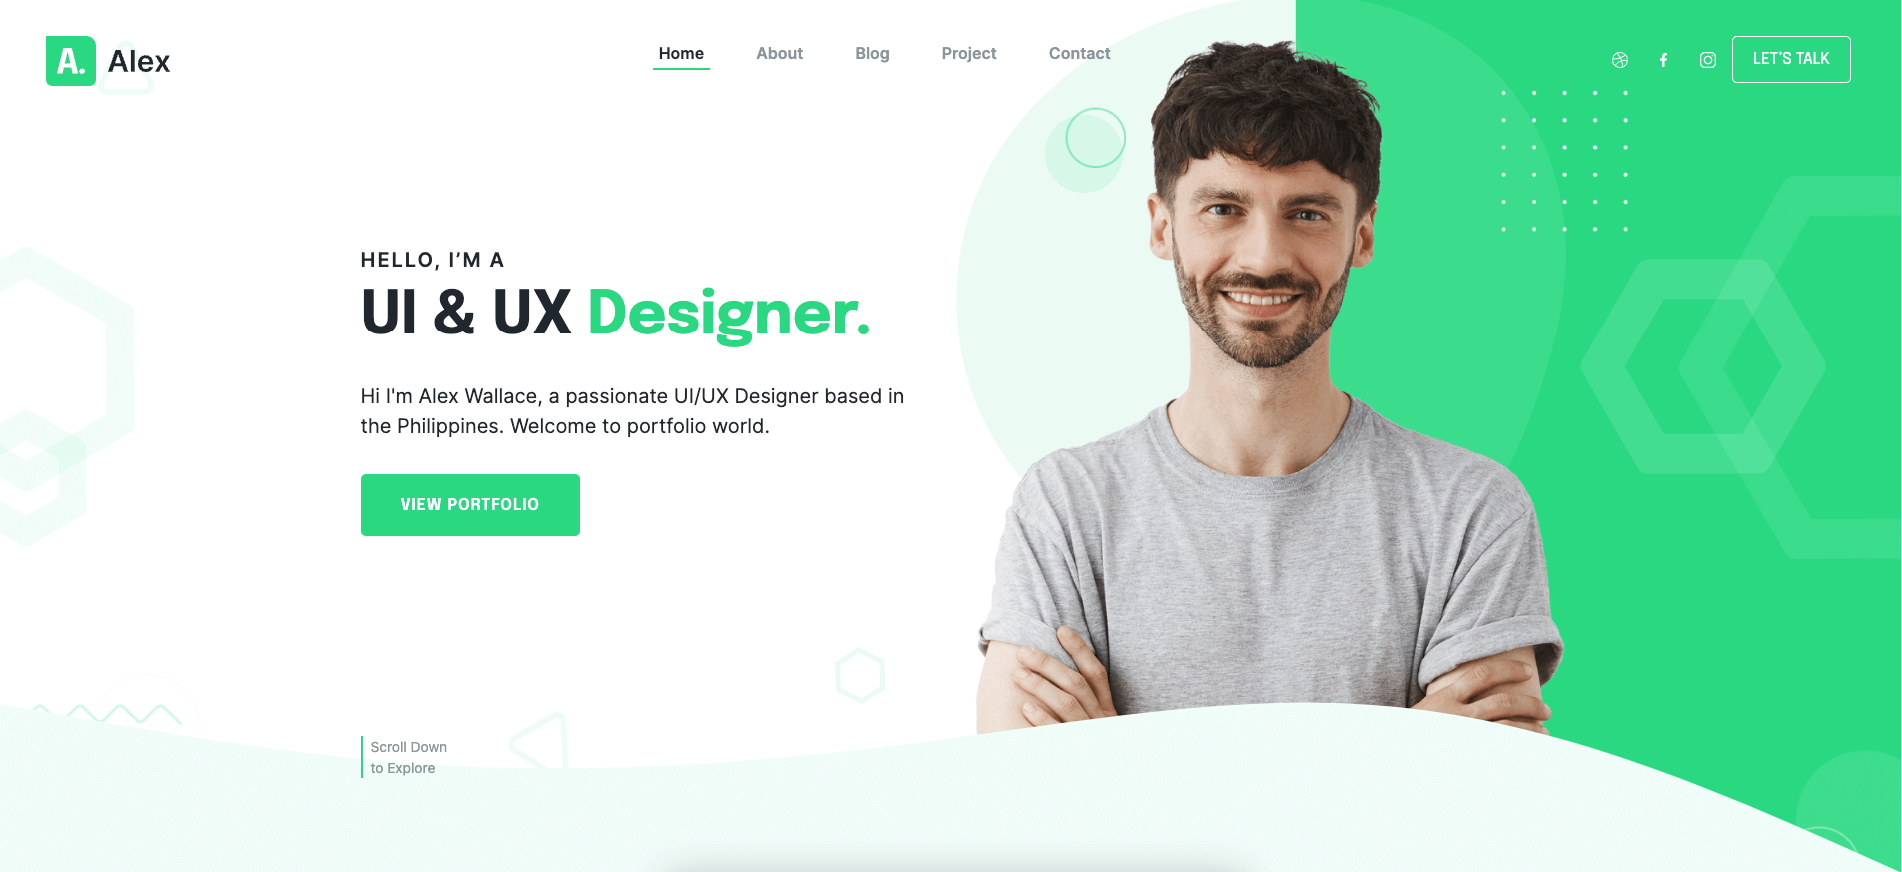 A. Alex
Home About Blog Project Contact
LET'S TALK
HELLO, I’M A
UI & UX Designer.
Hi I'm Alex Wallace, a passionate UI/UX Designer based in
the Philippines. Welcome to portfolio world.
VIEW PORTFOLIO
Scroll Down
to Explore